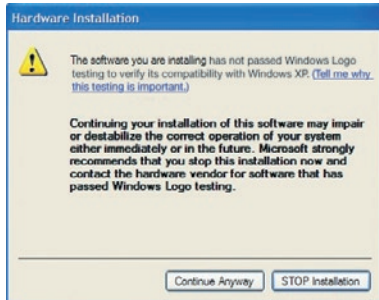 Hardware Installation
The software you are installing has not passed Windows Logo
testing to verify its compatibility with Windows XP. (Tell me why
this testing is important.)
Continuing your installation of this software may impair
or destabilize the correct operation of your system
either immediately or in the future. Microsoft strongly
recommends that you stop this installation now and
contact the hardware vendor for software that has
passed Windows Logo testing.
Continue Anyway
STOP Installation